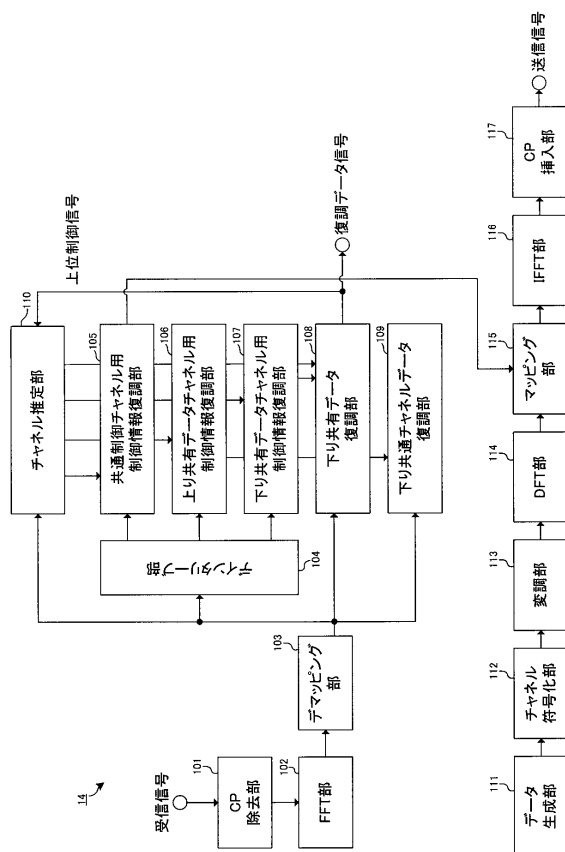 14
受信信号
101
CP
除去部
102
FFT部
103
デマッピング
部
104
デインタリーブ
器
110
チャネル推定部
上位制御信号
105
共通制御チャネル用
制御情報復調部
106
上り共有データチャネル用
制御情報復調部
107
下り共有データチャネル用
制御情報復調部
108
下り共有データ
復調部
109
下り共通チャネルデータ
復調部
復調データ信号
111
データ
生成部
112
チャネル
符号化部
113
変調部
114
DFT部
115
マッピング
部
116
IFFT部
117
CP
挿入部
送信信号